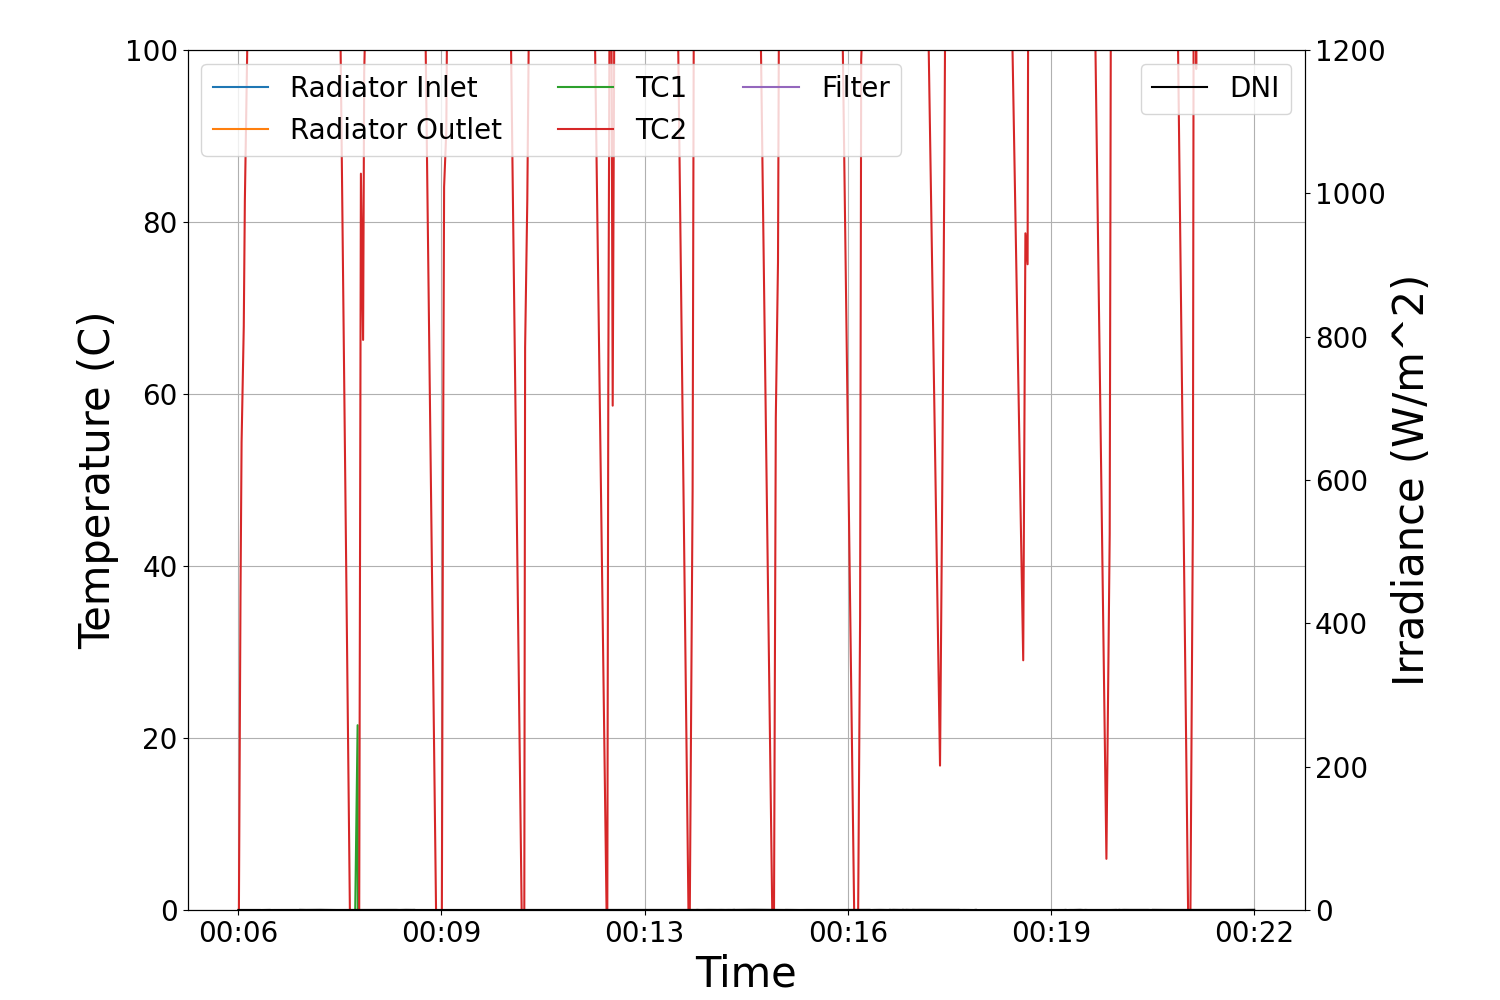 100
80
60
40
20
0
Temperature (C)
Radiator Inlet
Radiator Outlet
TC1
TC2
Filter
DNI
1200
1000
800
600
400
200
0
Irradiance (W/m^2)
00:06 00:09 00:13 00:16 00:19 00:22
Time